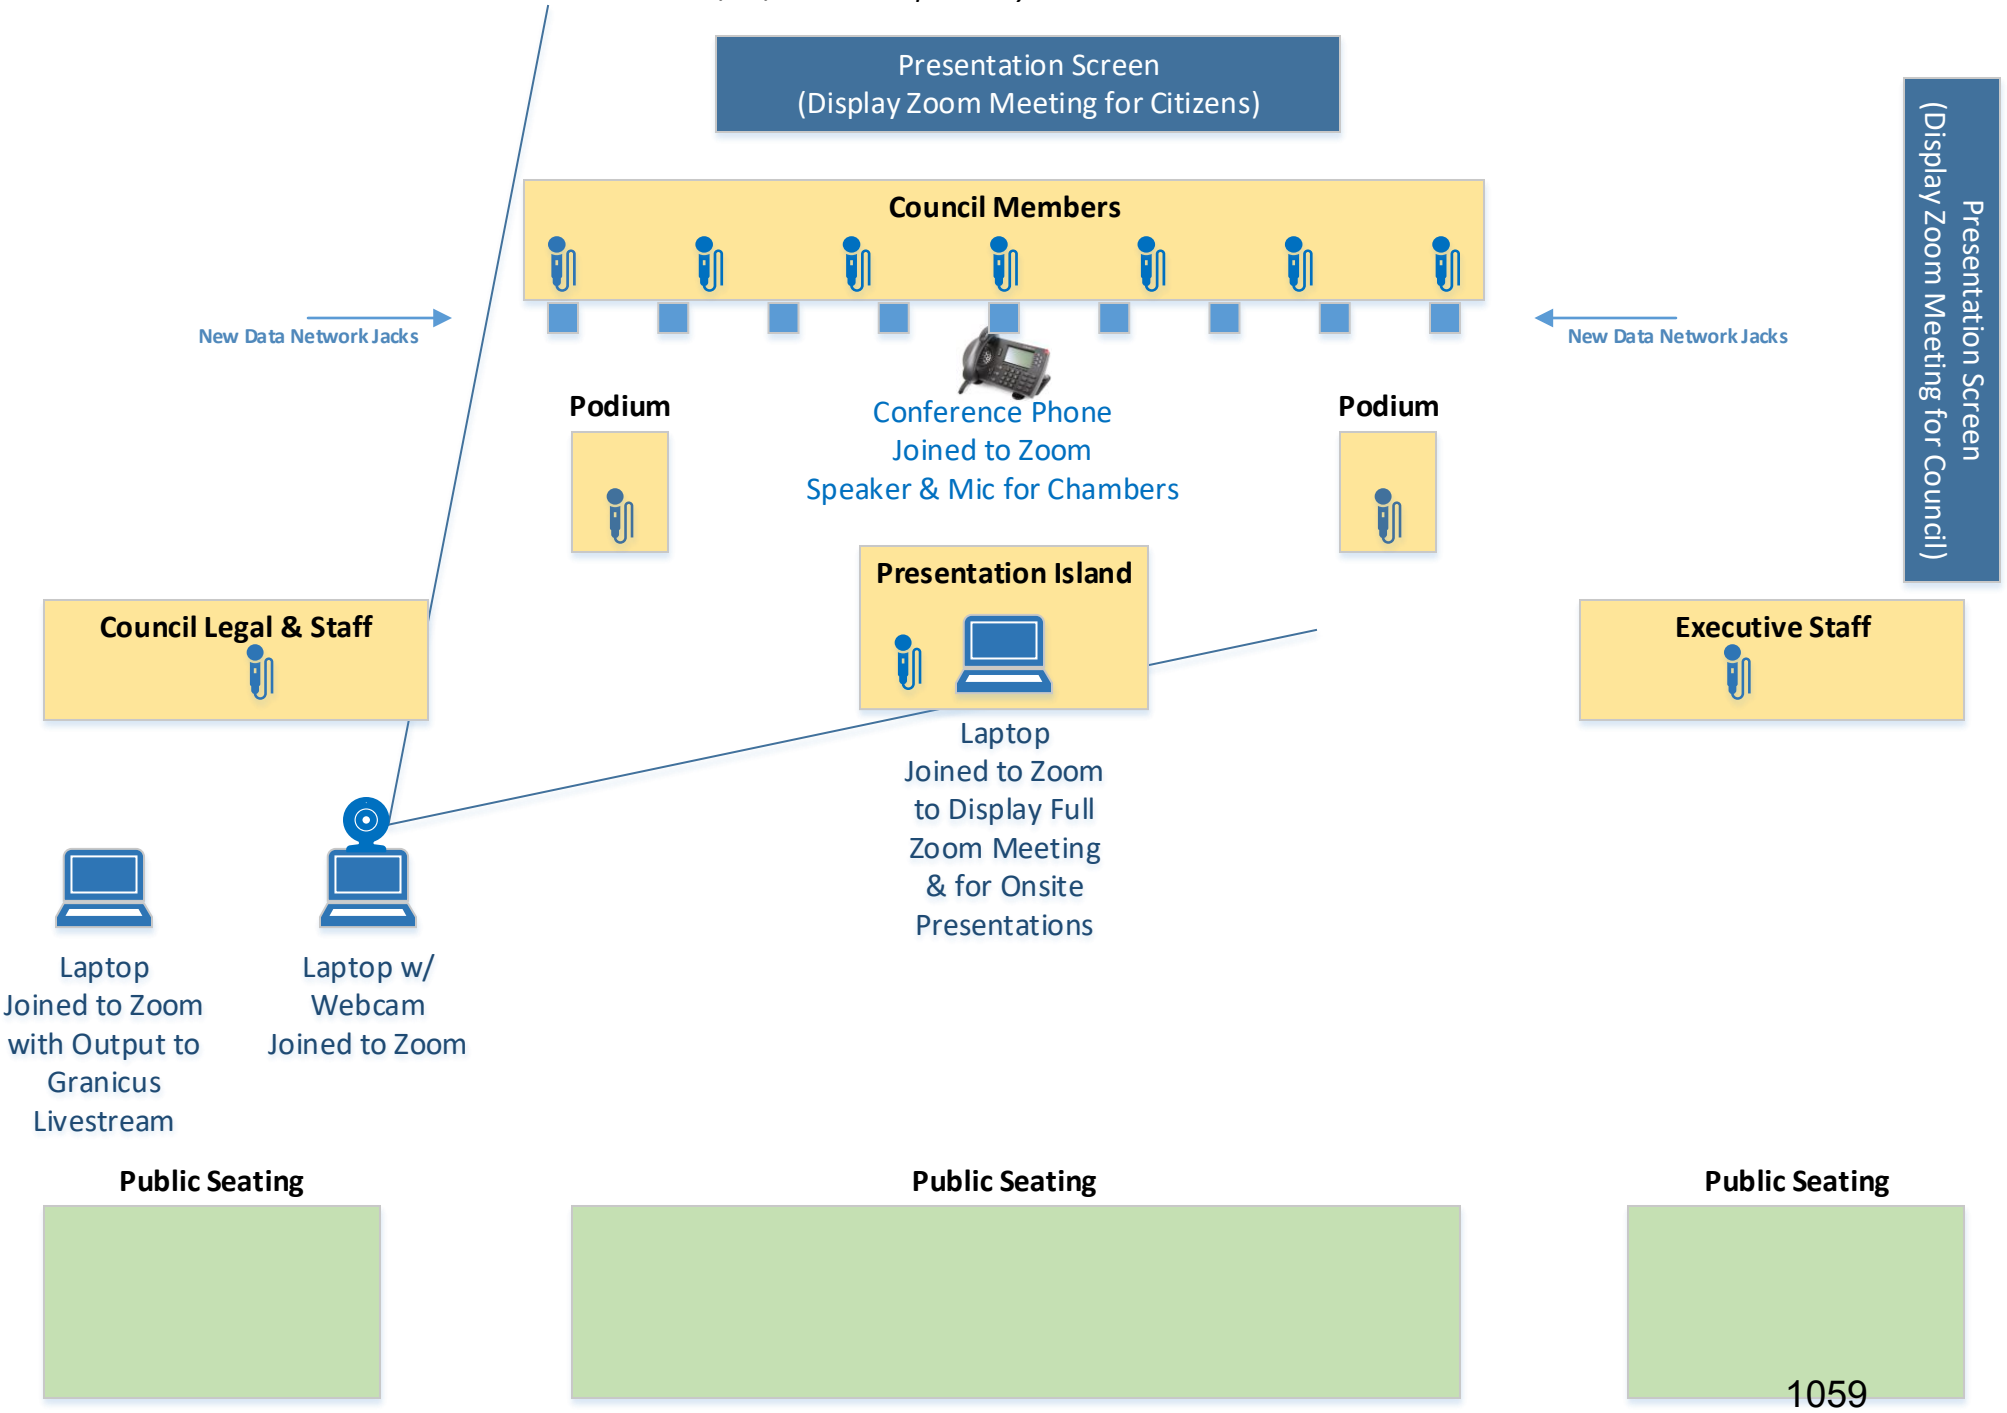 Presentation Screen
(Display Zoom Meeting for Citizens)
Presentation Screen
(Display Zoom Meeting for Council)
Council Members
New Data Network Jacks
New Data Network Jacks
Podium
Conference Phone
Joined to Zoom
Speaker & Mic for Chambers
Podium
Presentation Island
Council Legal & Staff
Executive Staff
Laptop
Joined to Zoom
to Display Full
Zoom Meeting
& for Onsite
Presentations
Laptop
Joined to Zoom
with Output to
Granicus
Livestream
Laptop w/
Webcam
Joined to Zoom
Public Seating
Public Seating
Public Seating
1059